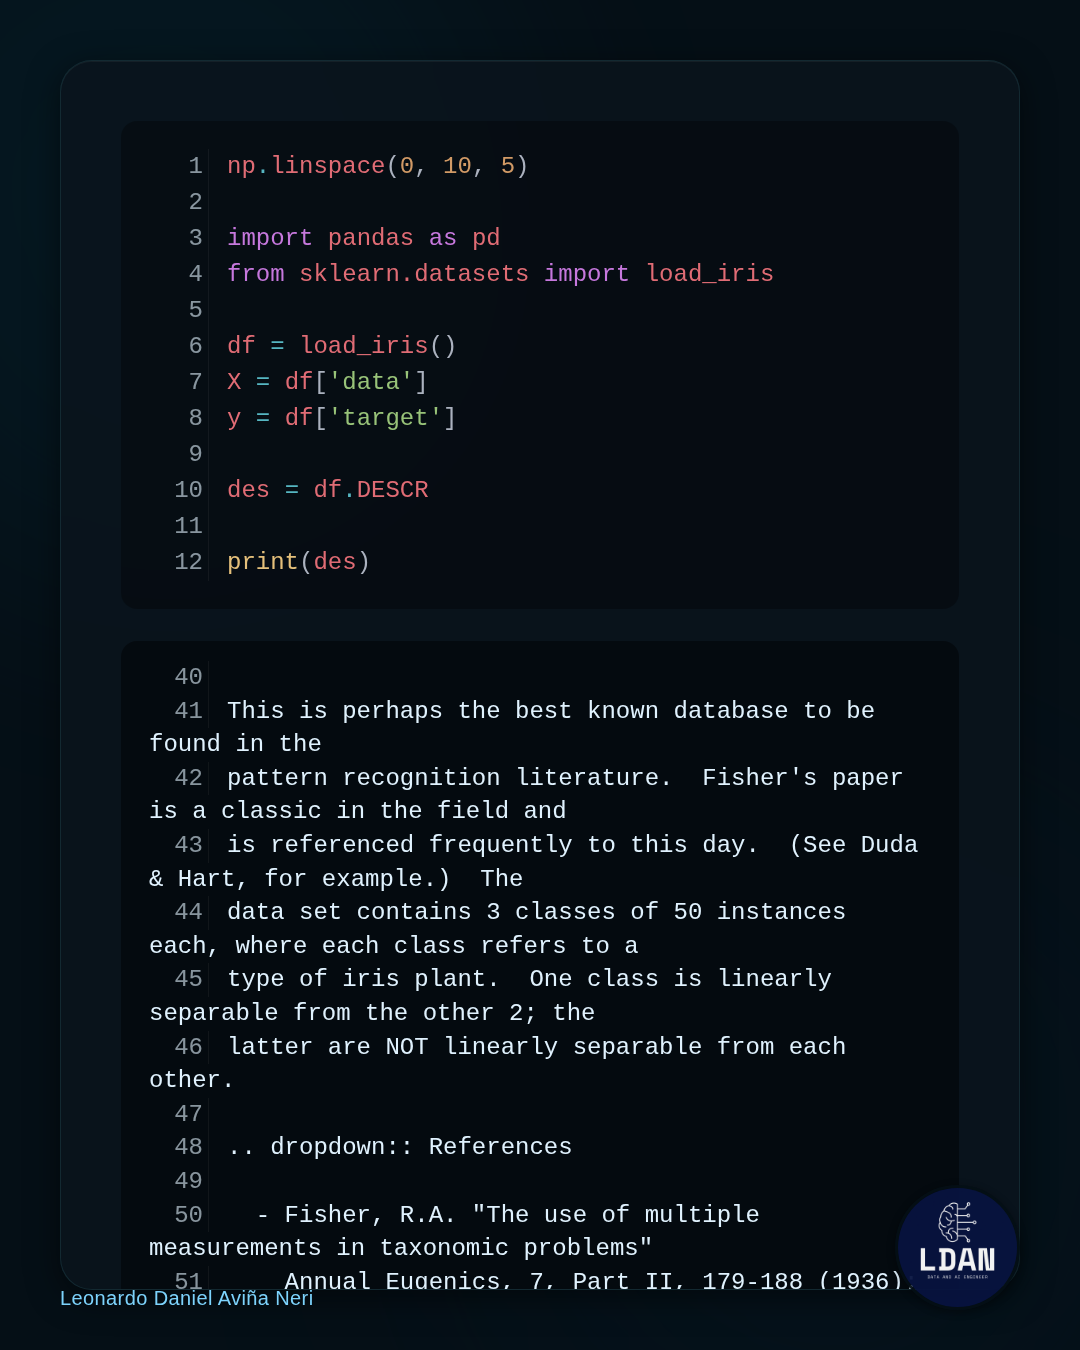 1 np.linspace(0, 10, 5)
2
3 import pandas as pd
4 from sklearn.datasets import load_iris
5
6 df = load_iris()
7 X = df['data']
8 y = df['target']
9
10 des = df.DESCR
11
12 print(des)
40
41 This is perhaps the best known database to be
found in the
42 pattern recognition literature.  Fisher's paper
is a classic in the field and
43 is referenced frequently to this day.  (See Duda
& Hart, for example.)  The
44 data set contains 3 classes of 50 instances
each, where each class refers to a
45 type of iris plant.  One class is linearly
separable from the other 2; the
46 latter are NOT linearly separable from each
other.
47
48 .. dropdown:: References
49
50   - Fisher, R.A. "The use of multiple
measurements in taxonomic problems"
51     Annual Eugenics, 7, Part II, 179-188 (1936)
LDAN
DATA AND AI ENGINEER
Leonardo Daniel Aviña Neri